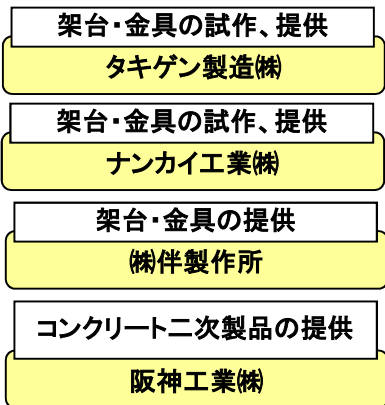 架台・金具の試作、提供
タキゲン製造㈱
架台・金具の試作、提供
ナンカイ工業㈱
架台・金具の提供
㈱伴製作所
コンクリート二次製品の提供
阪神工業㈱